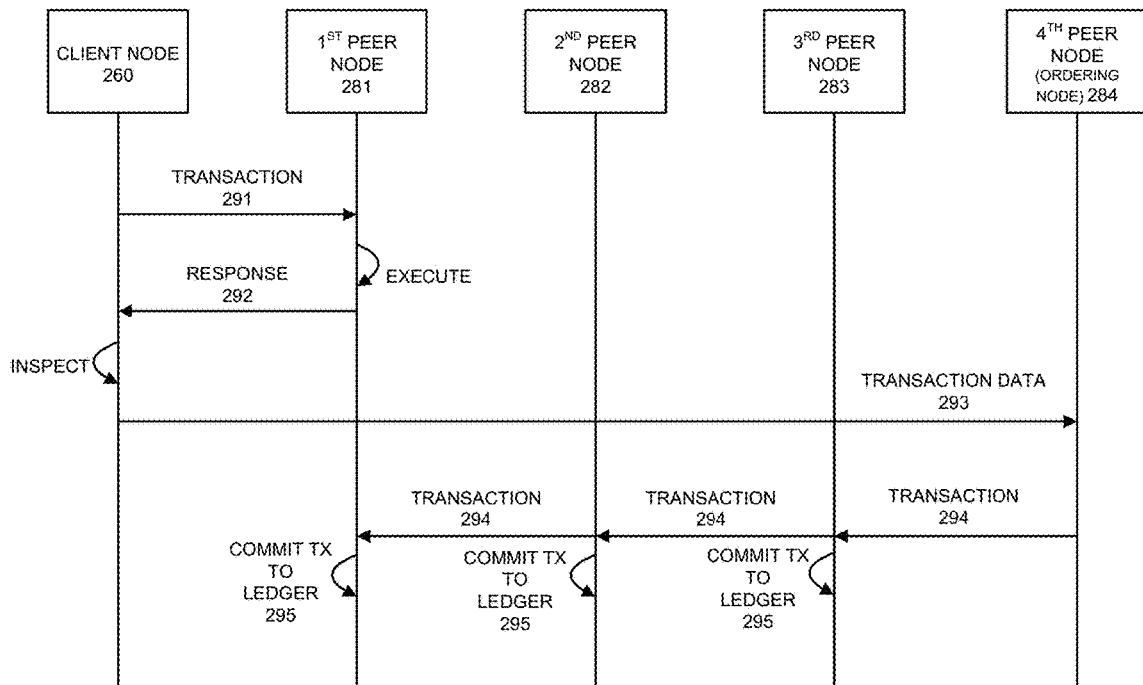 CLIENT NODE
260
1ST PEER
NODE
281
2ND PEER
NODE
282
3RD PEER
NODE
283
4TH PEER
NODE
(ORDERING
NODE) 284
TRANSACTION
291
EXECUTE
RESPONSE
292
INSPECT
TRANSACTION DATA
293
TRANSACTION
294
TRANSACTION
294
TRANSACTION
294
COMMIT TX
TO
LEDGER
295
COMMIT TX
TO
LEDGER
295
COMMIT TX
TO
LEDGER
295